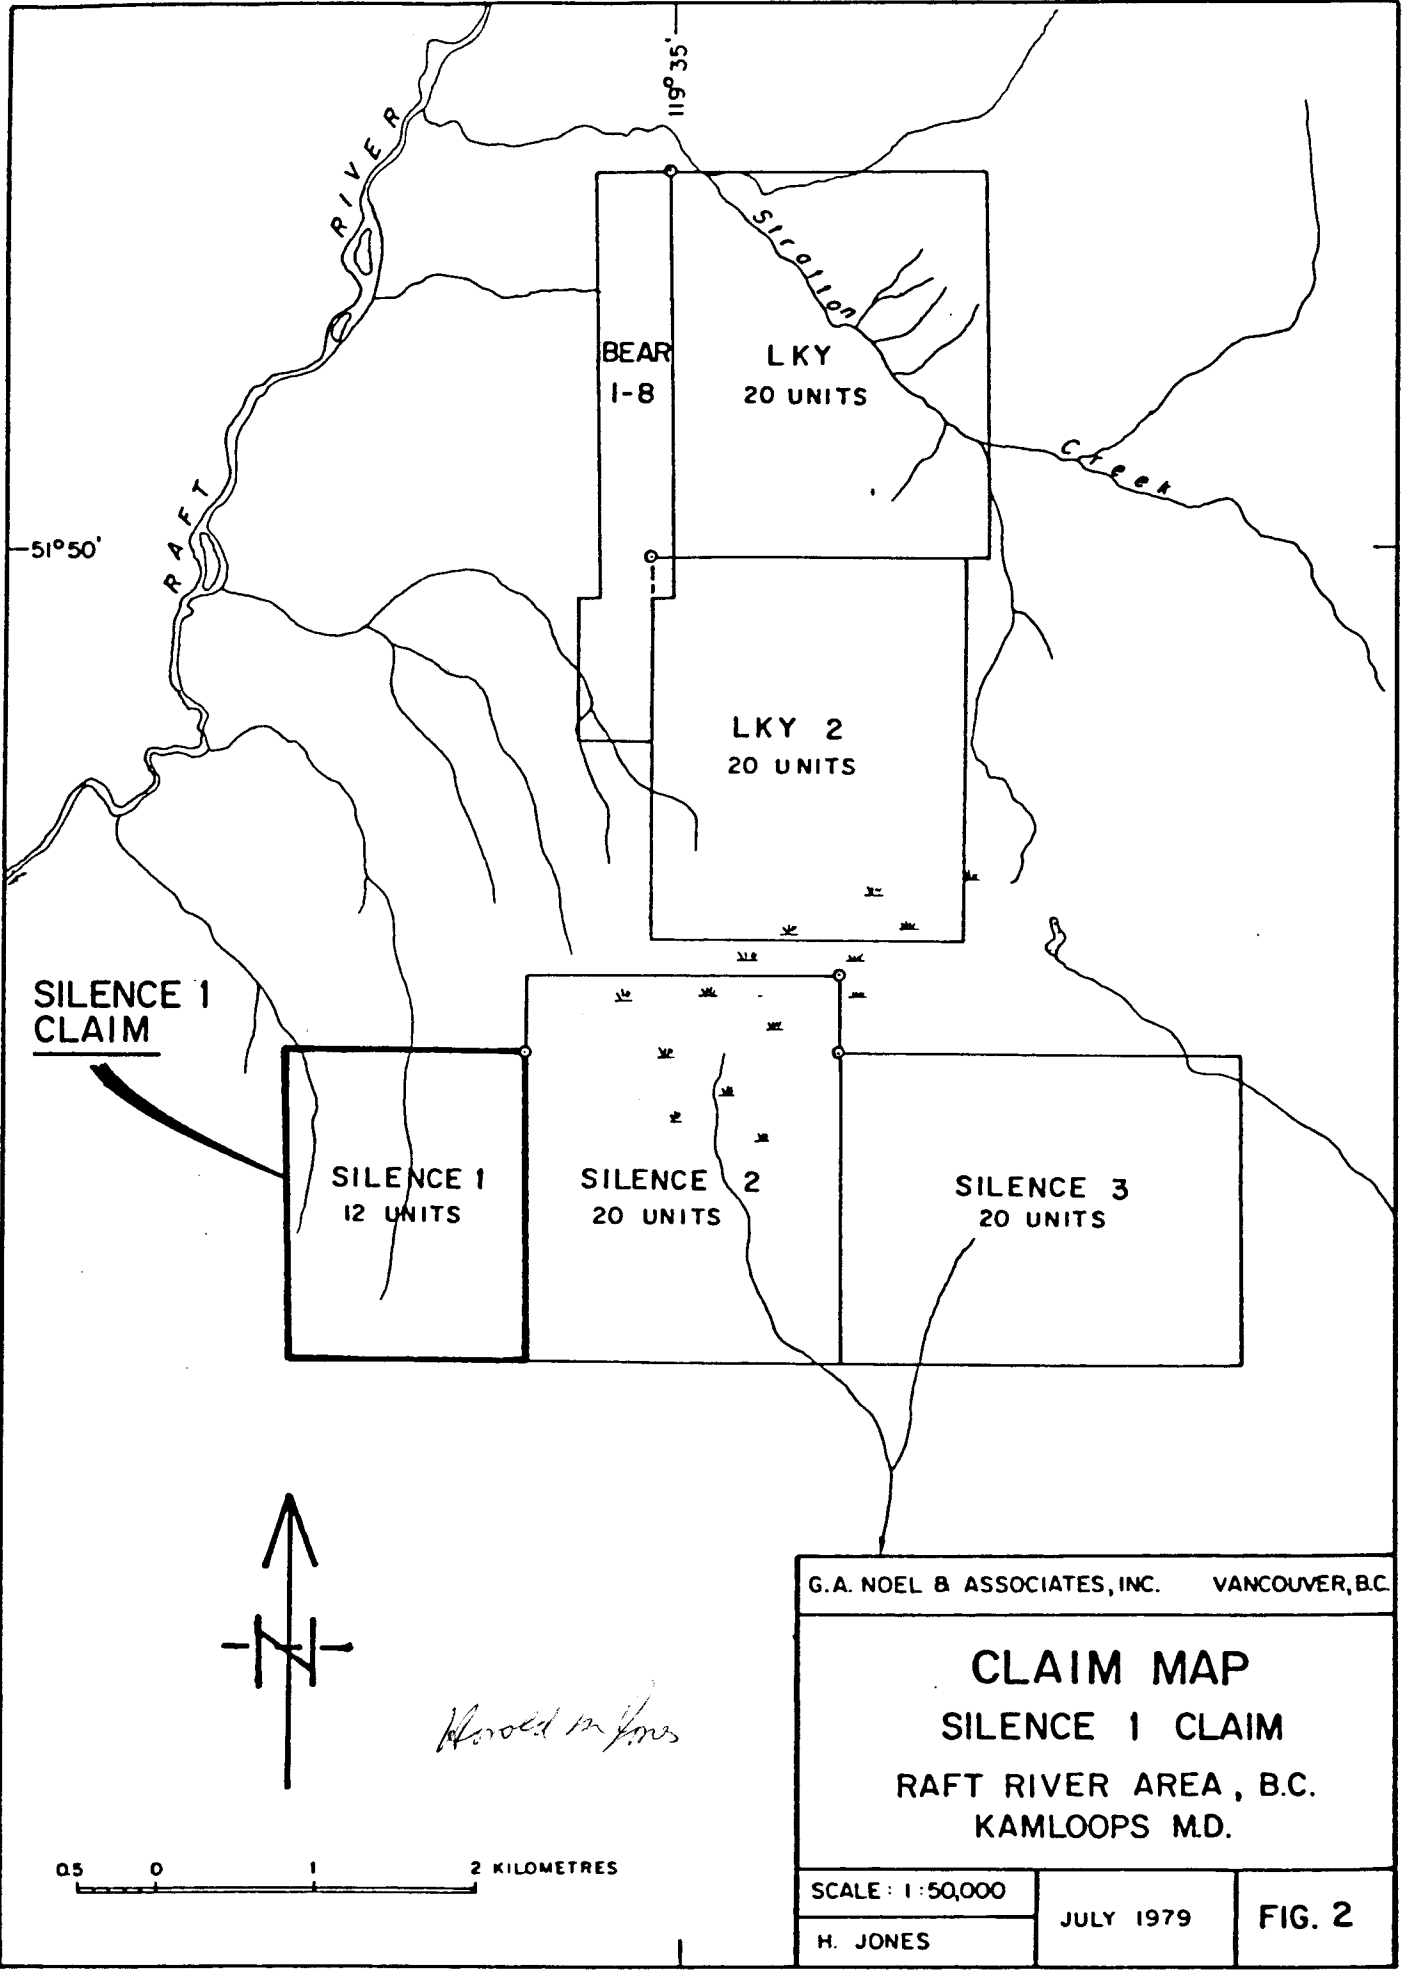 119° 35'
RAFT RIVER
Stratton Creek
BEAR
1-8
LKY
20 UNITS
51° 50'
LKY 2
20 UNITS
SILENCE 1
CLAIM
SILENCE 1
12 UNITS
SILENCE 2
20 UNITS
SILENCE 3
20 UNITS
N
Harold M Jones
0.5 0 1 2 KILOMETRES
G.A. NOEL & ASSOCIATES, INC. VANCOUVER, B.C.
CLAIM MAP
SILENCE 1 CLAIM
RAFT RIVER AREA, B.C.
KAMLOOPS M.D.
SCALE: 1:50,000
H. JONES
JULY 1979
FIG. 2